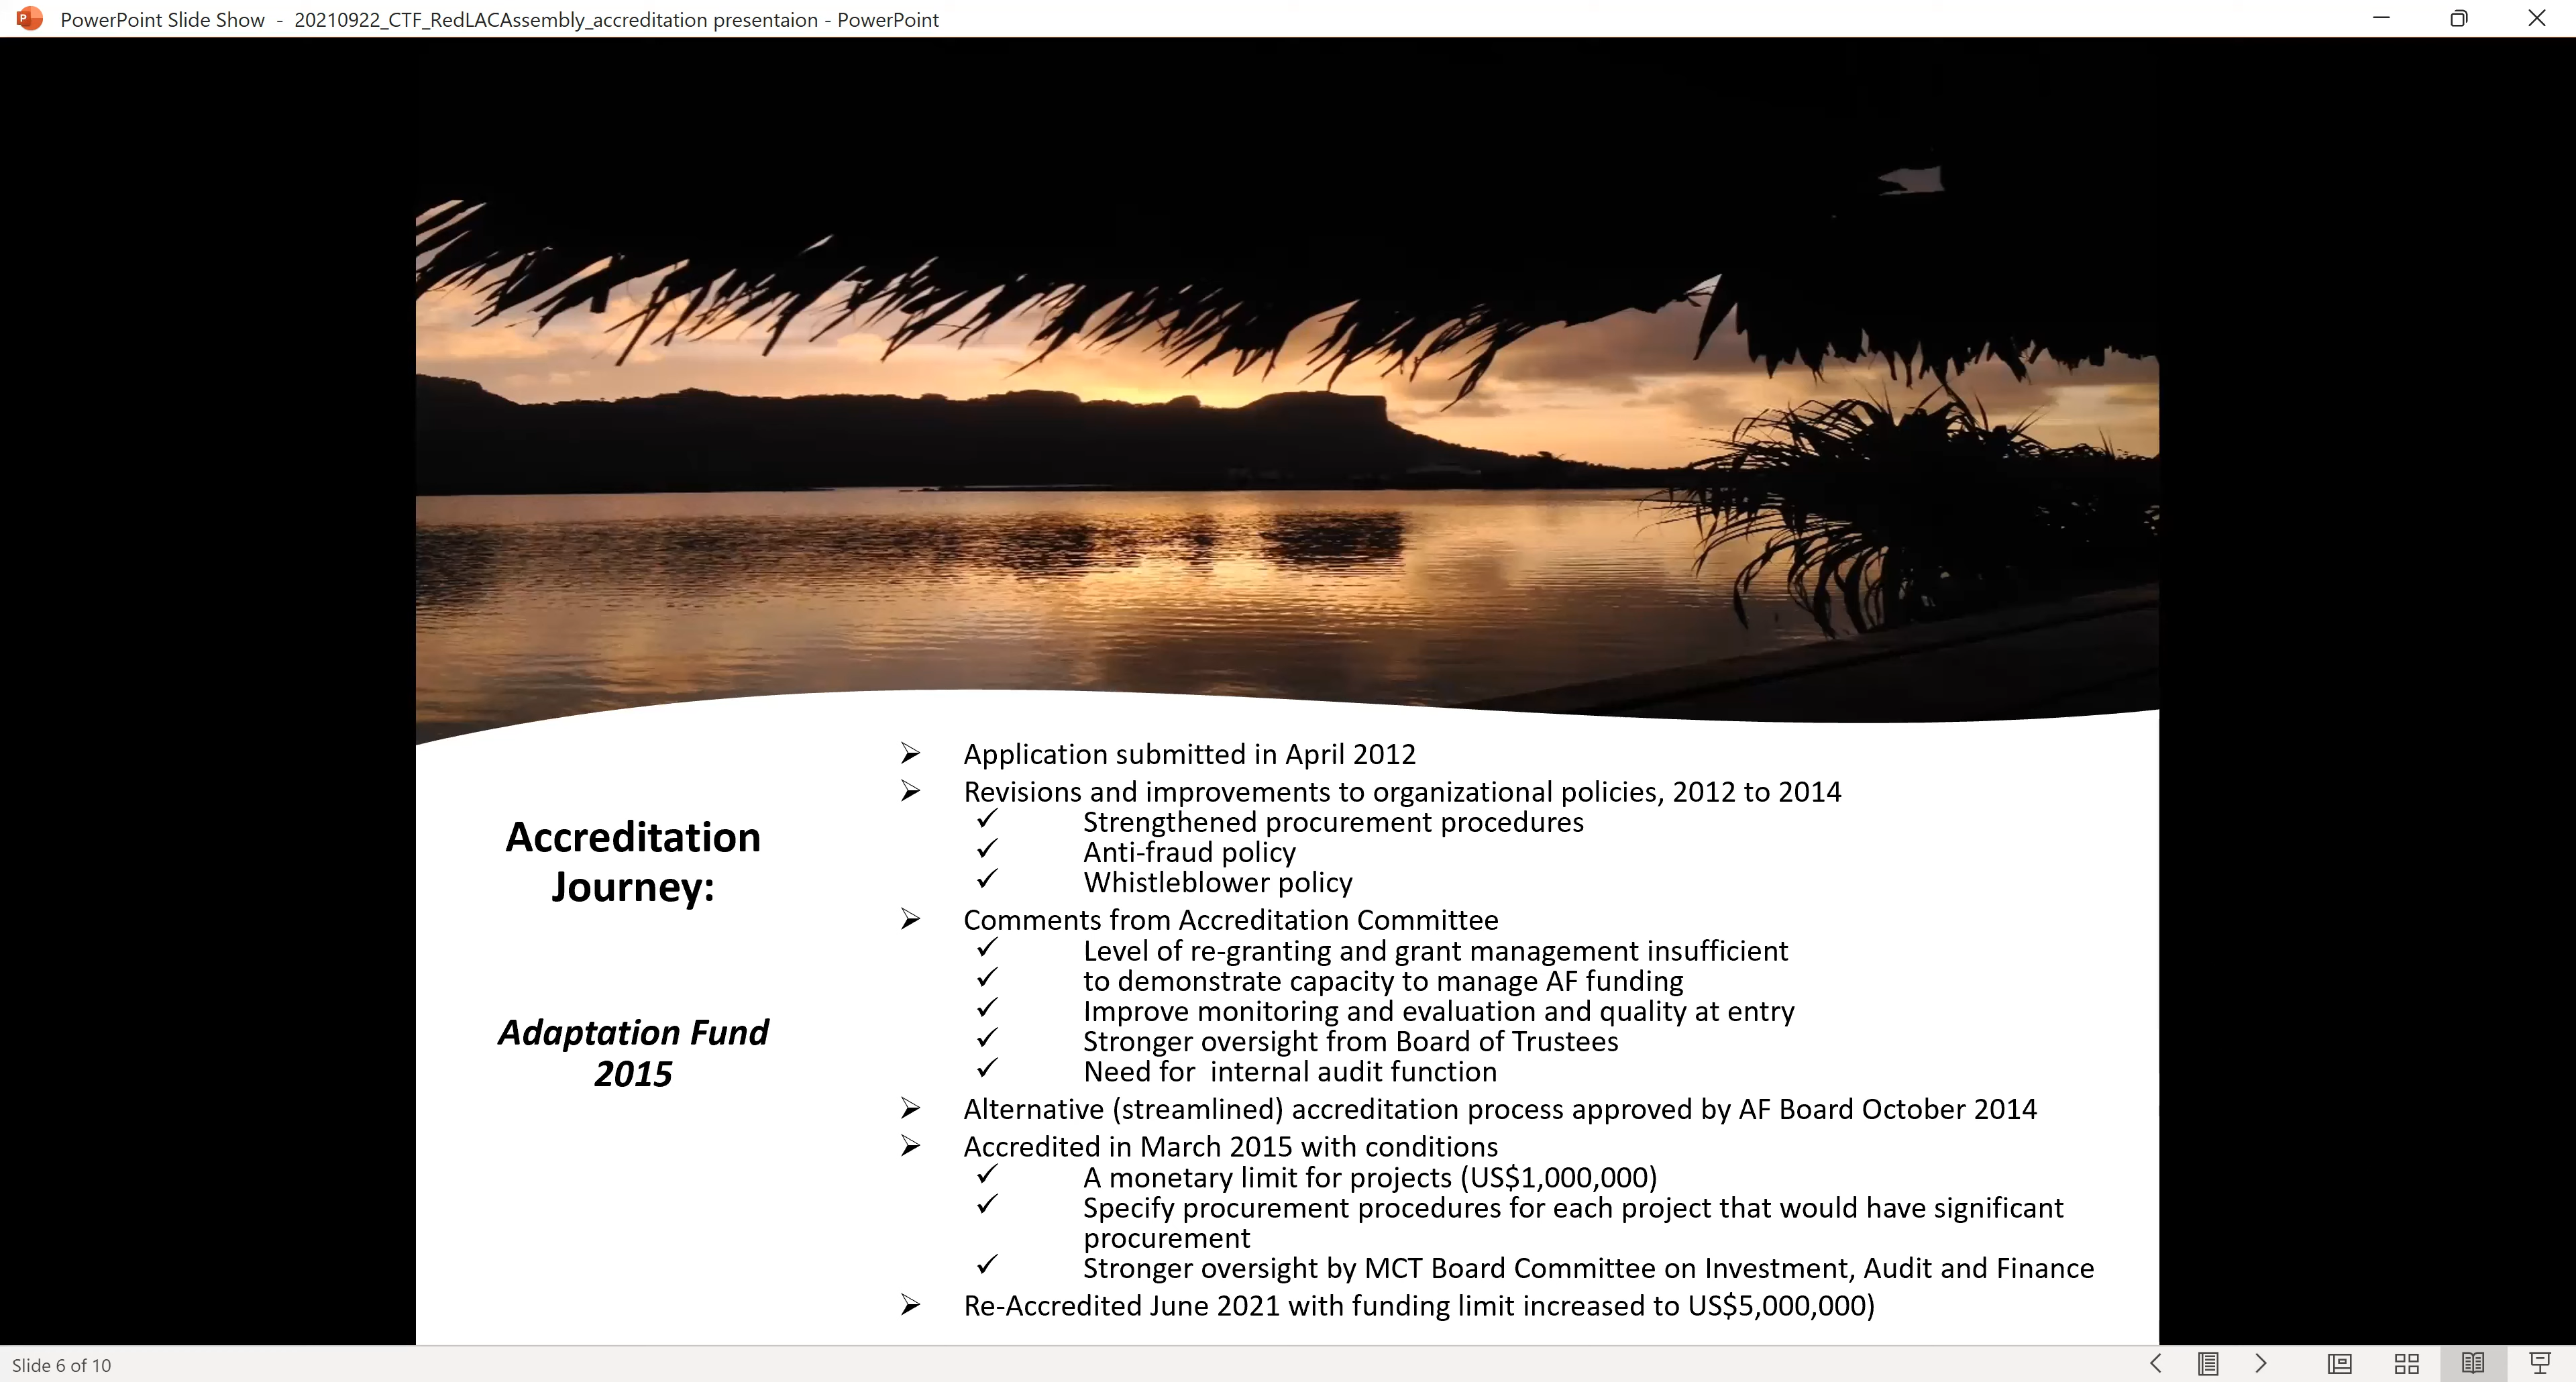 PowerPoint Slide Show - 20210922_CTF_RedLACAssembly_accreditation presentaion - PowerPoint
Accreditation
Journey:
Adaptation Fund
2015
➢ Application submitted in April 2012
➢ Revisions and improvements to organizational policies, 2012 to 2014
✓ Strengthened procurement procedures
✓ Anti-fraud policy
✓ Whistleblower policy
➢ Comments from Accreditation Committee
✓ Level of re-granting and grant management insufficient
✓ to demonstrate capacity to manage AF funding
✓ Improve monitoring and evaluation and quality at entry
✓ Stronger oversight from Board of Trustees
✓ Need for  internal audit function
➢ Alternative (streamlined) accreditation process approved by AF Board October 2014
➢ Accredited in March 2015 with conditions
✓ A monetary limit for projects (US$1,000,000)
✓ Specify procurement procedures for each project that would have significant
procurement
✓ Stronger oversight by MCT Board Committee on Investment, Audit and Finance
➢ Re-Accredited June 2021 with funding limit increased to US$5,000,000)
Slide 6 of 10